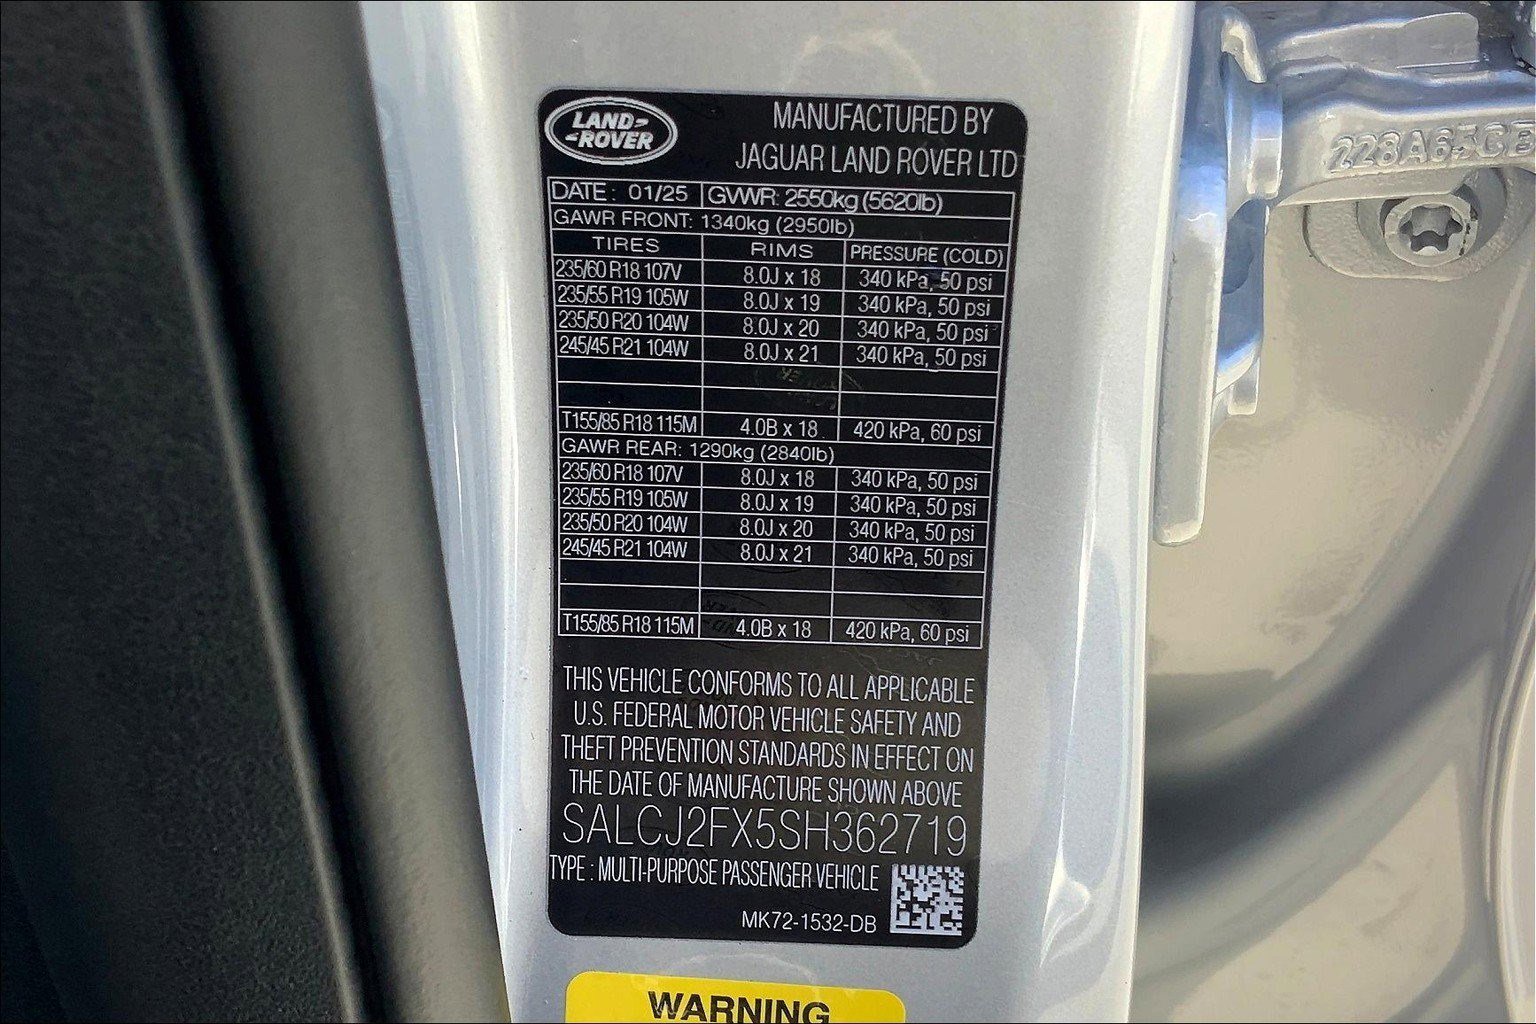 LAND-
-ROVER
MANUFACTURED BY
JAGUAR LAND ROVER LTD
DATE: 01/25 GVWR: 2550kg (5620lb)
GAWR FRONT: 1340kg (2950lb)
TIRES RIMS PRESSURE (COLD)
235/60 R18 107V 8.0J x 18 340 kPa, 50 psi
235/55 R19 105W 8.0J x 19 340 kPa, 50 psi
235/50 R20 104W 8.0J x 20 340 kPa, 50 psi
245/45 R21 104W 8.0J x 21 340 kPa, 50 psi
T155/85 R18 115M 4.0B x 18 420 kPa, 60 psi
GAWR REAR: 1290kg (2840lb)
235/60 R18 107V 8.0J x 18 340 kPa, 50 psi
235/55 R19 105W 8.0J x 19 340 kPa, 50 psi
235/50 R20 104W 8.0J x 20 340 kPa, 50 psi
245/45 R21 104W 8.0J x 21 340 kPa, 50 psi
T155/85 R18 115M 4.0B x 18 420 kPa, 60 psi
THIS VEHICLE CONFORMS TO ALL APPLICABLE
U.S. FEDERAL MOTOR VEHICLE SAFETY AND
THEFT PREVENTION STANDARDS IN EFFECT ON
THE DATE OF MANUFACTURE SHOWN ABOVE
SALCJ2FX5SH362719
TYPE : MULTI-PURPOSE PASSENGER VEHICLE
MK72-1532-DB
WARNING